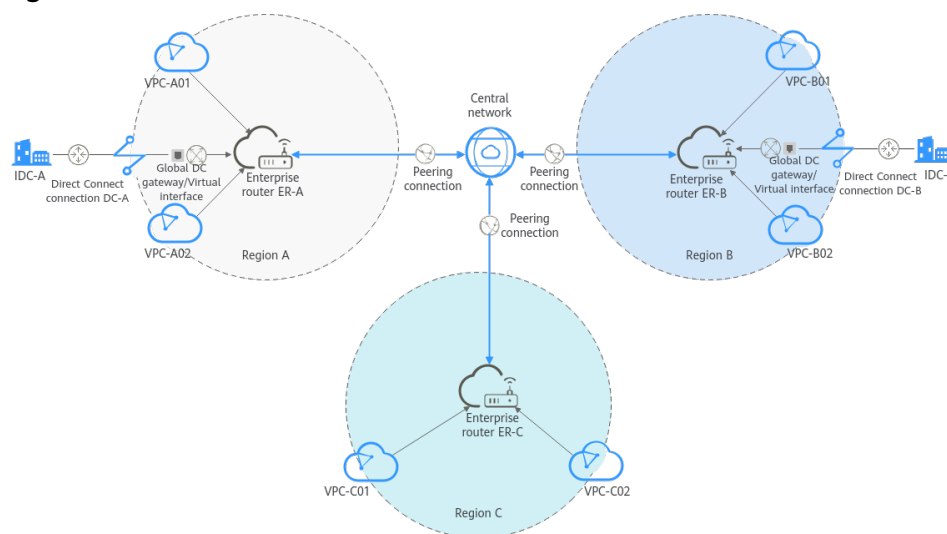 VPC-A01
IDC-A
Direct Connect
connection DC-A
Global DC
gateway/Virtual
interface
Enterprise
router ER-A
VPC-A02
Region A
Peering
connection
Central
network
Peering
connection
Peering
connection
VPC-B01
Enterprise
router ER-B
Global DC
gateway/
Virtual interface
Direct Connect
connection DC-B
IDC-
VPC-B02
Region B
Enterprise
router ER-C
VPC-C01
VPC-C02
Region C